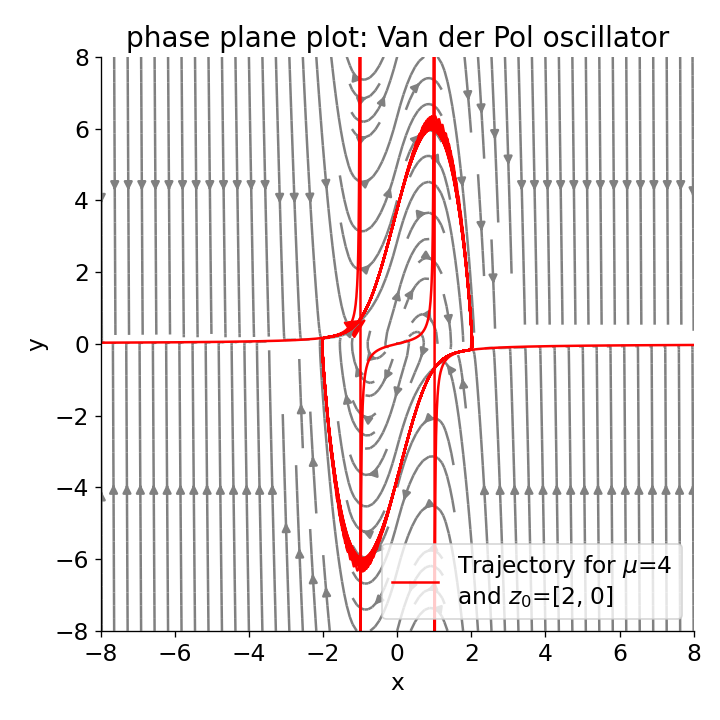 phase plane plot: Van der Pol oscillator
y
8
6
4
2
0
−2
−4
−6
−8
Trajectory for μ=4
and z₀=[2, 0]
−8 −6 −4 −2 0 2 4 6 8
x